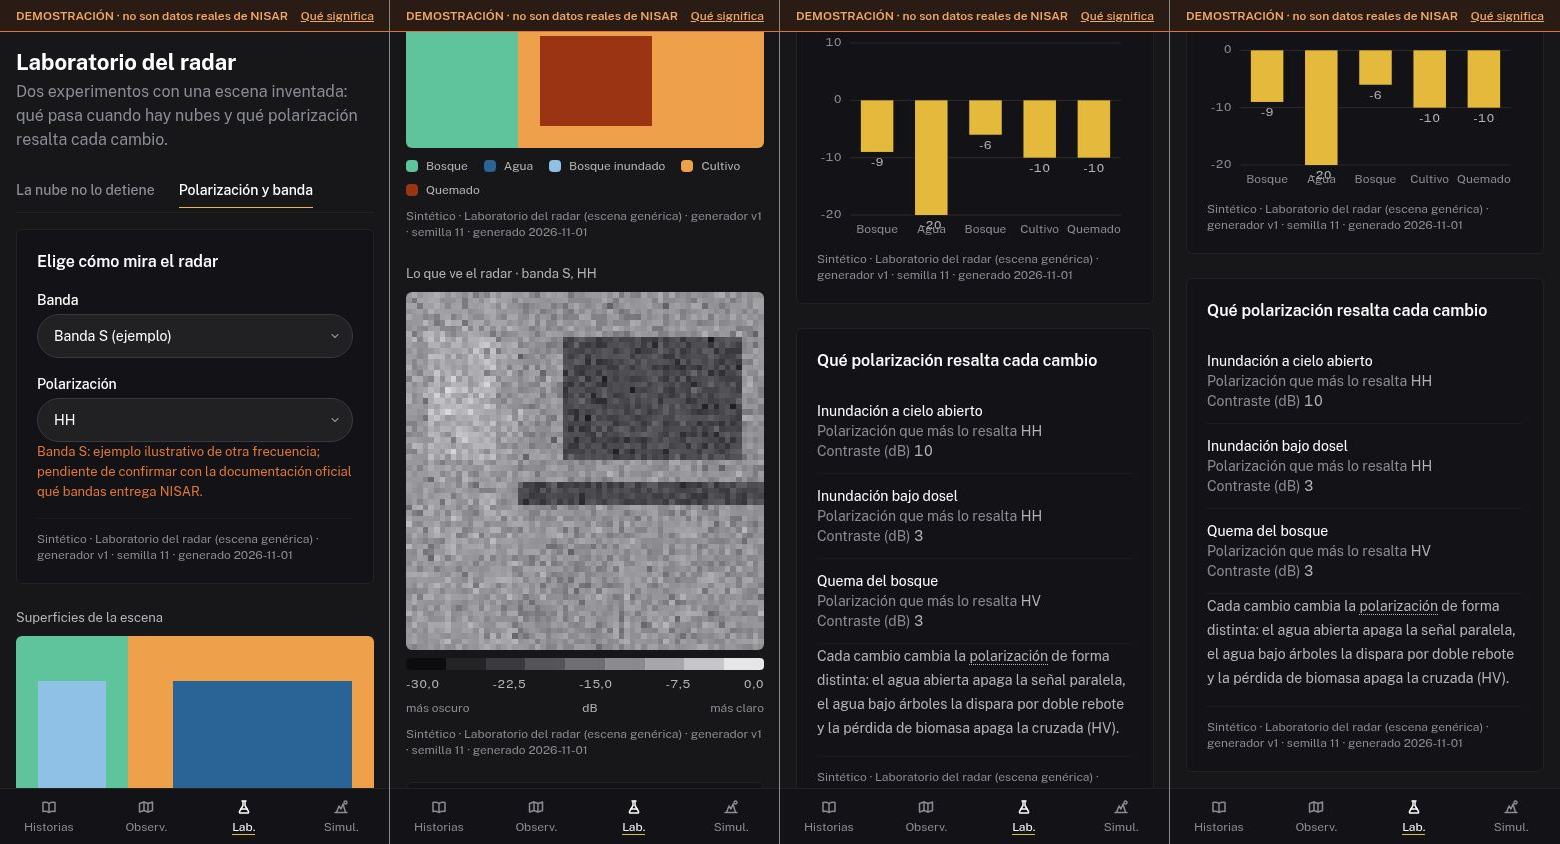 DEMOSTRACIÓN · no son datos reales de NISAR Qué significa
Laboratorio del radar
Dos experimentos con una escena inventada:
qué pasa cuando hay nubes y qué polarización
resalta cada cambio.
La nube no lo detiene Polarización y banda
Elige cómo mira el radar
Banda
Banda S (ejemplo)
Polarización
HH
Banda S: ejemplo ilustrativo de otra frecuencia;
pendiente de confirmar con la documentación oficial
qué bandas entrega NISAR.
Sintético · Laboratorio del radar (escena genérica) ·
generador v1 · semilla 11 · generado 2026-11-01
Superficies de la escena
Historias Observ. Lab. Simul.
DEMOSTRACIÓN · no son datos reales de NISAR Qué significa
Bosque Agua Bosque inundado Cultivo
Quemado
Sintético · Laboratorio del radar (escena genérica) · generador v1
· semilla 11 · generado 2026-11-01
Lo que ve el radar · banda S, HH
-30,0 -22,5 -15,0 -7,5 0,0
más oscuro dB más claro
Sintético · Laboratorio del radar (escena genérica) · generador v1
· semilla 11 · generado 2026-11-01
Historias Observ. Lab. Simul.
DEMOSTRACIÓN · no son datos reales de NISAR Qué significa
10
0
-9
-6
-10
-10 -10
-20
-20
Bosque Agua Bosque Cultivo Quemado
Sintético · Laboratorio del radar (escena genérica) ·
generador v1 · semilla 11 · generado 2026-11-01
Qué polarización resalta cada cambio
Inundación a cielo abierto
Polarización que más lo resalta HH
Contraste (dB) 10
Inundación bajo dosel
Polarización que más lo resalta HH
Contraste (dB) 3
Quema del bosque
Polarización que más lo resalta HV
Contraste (dB) 3
Cada cambio cambia la polarización de forma
distinta: el agua abierta apaga la señal paralela,
el agua bajo árboles la dispara por doble rebote
y la pérdida de biomasa apaga la cruzada (HV).
Sintético · Laboratorio del radar (escena genérica) ·
Historias Observ. Lab. Simul.
DEMOSTRACIÓN · no son datos reales de NISAR Qué significa
0
-6
-9
-10
-10 -10
-20
-20
Bosque Agua Bosque Cultivo Quemado
Sintético · Laboratorio del radar (escena genérica) ·
generador v1 · semilla 11 · generado 2026-11-01
Qué polarización resalta cada cambio
Inundación a cielo abierto
Polarización que más lo resalta HH
Contraste (dB) 10
Inundación bajo dosel
Polarización que más lo resalta HH
Contraste (dB) 3
Quema del bosque
Polarización que más lo resalta HV
Contraste (dB) 3
Cada cambio cambia la polarización de forma
distinta: el agua abierta apaga la señal paralela,
el agua bajo árboles la dispara por doble rebote
y la pérdida de biomasa apaga la cruzada (HV).
Sintético · Laboratorio del radar (escena genérica) ·
generador v1 · semilla 11 · generado 2026-11-01
Historias Observ. Lab. Simul.